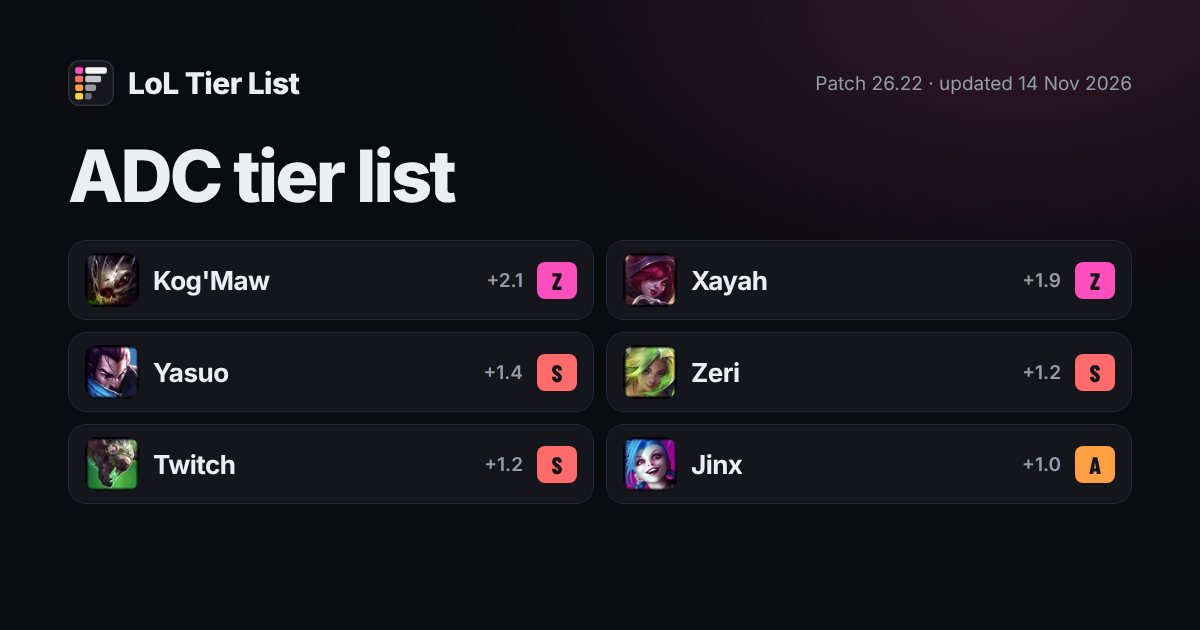 LoL Tier List
Patch 26.22 · updated 14 Nov 2026
ADC tier list
Kog'Maw +2.1 Z
Xayah +1.9 Z
Yasuo +1.4 S
Zeri +1.2 S
Twitch +1.2 S
Jinx +1.0 A